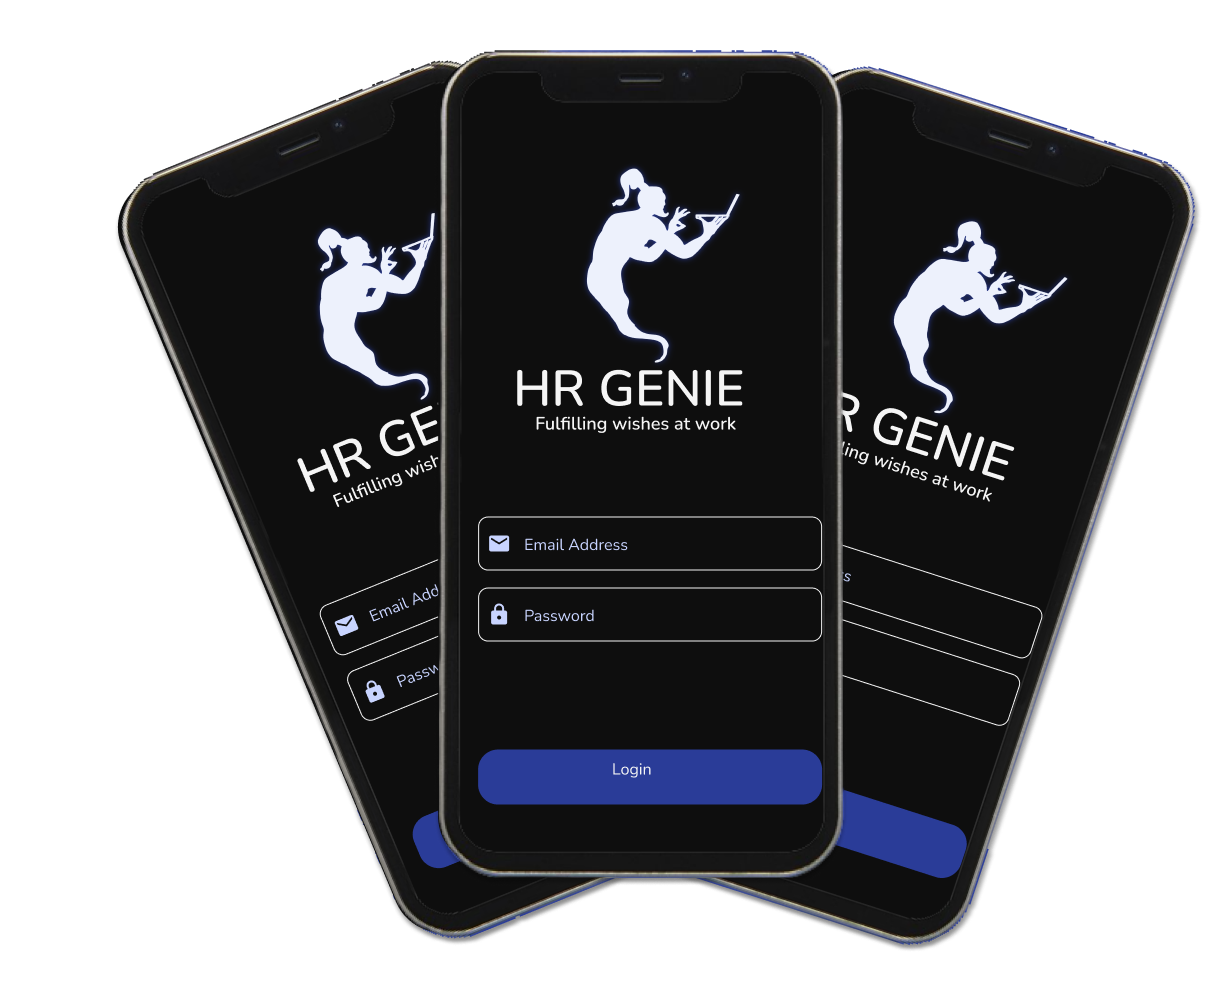 HR GENIE
Fulfilling wishes at work
Email Address
Password
Login
HR GE
Fulfilling wish
Email Add
Passw
R GENIE
ling wishes at work
s